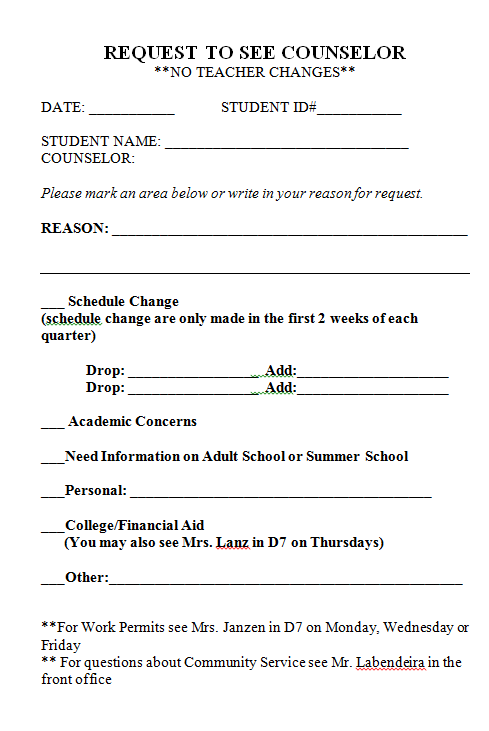 REQUEST TO SEE COUNSELOR
**NO TEACHER CHANGES**
DATE: ___________ STUDENT ID#___________
STUDENT NAME: ________________________________
COUNSELOR:
Please mark an area below or write in your reason for request.
REASON: _______________________________________________
_________________________________________________________
___ Schedule Change
(schedule change are only made in the first 2 weeks of each
quarter)
Drop: _________________ Add:____________________
Drop: _________________ Add:____________________
___ Academic Concerns
___Need Information on Adult School or Summer School
___Personal: ________________________________________
___College/Financial Aid
(You may also see Mrs. Lanz in D7 on Thursdays)
___Other:_______________________________________________
**For Work Permits see Mrs. Janzen in D7 on Monday, Wednesday or
Friday
** For questions about Community Service see Mr. Labendeira in the
front office